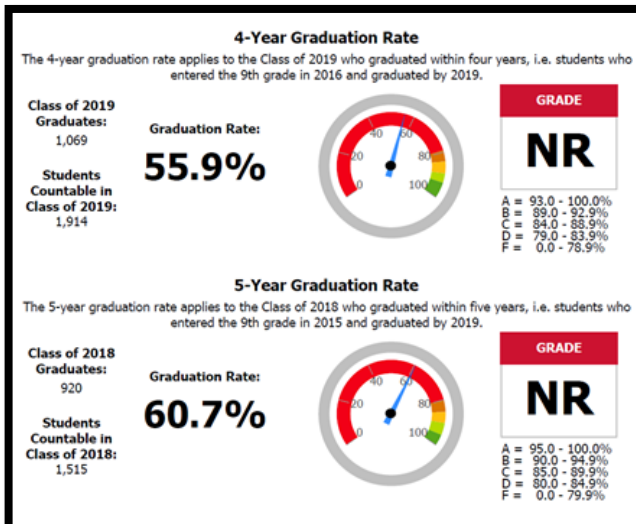 4-Year Graduation Rate
The 4-year graduation rate applies to the Class of 2019 who graduated within four years, i.e. students who
entered the 9th grade in 2016 and graduated by 2019.
Class of 2019
Graduates:
1,069
Students
Countable in
Class of 2019:
1,914
Graduation Rate:
55.9%
0
20
40
60
80
100
GRADE
NR
A = 93.0 - 100.0%
B = 89.0 - 92.9%
C = 84.0 - 88.9%
D = 79.0 - 83.9%
F = 0.0 - 78.9%
5-Year Graduation Rate
The 5-year graduation rate applies to the Class of 2018 who graduated within five years, i.e. students who
entered the 9th grade in 2015 and graduated by 2019.
Class of 2018
Graduates:
920
Students
Countable in
Class of 2018:
1,515
Graduation Rate:
60.7%
0
20
40
60
80
100
GRADE
NR
A = 95.0 - 100.0%
B = 90.0 - 94.9%
C = 85.0 - 89.9%
D = 80.0 - 84.9%
F = 0.0 - 79.9%